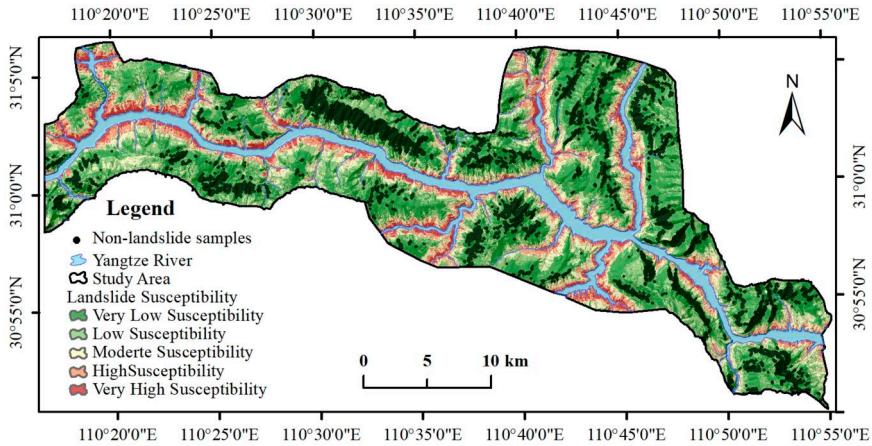 110°20'0"E 110°25'0"E 110°30'0"E 110°35'0"E 110°40'0"E 110°45'0"E 110°50'0"E 110°55'0"E
31°5'0"N
31°0'0"N
30°55'0"N
N
31°0'0"N
30°55'0"N
Legend
Non-landslide samples
Yangtze River
Study Area
Landslide Susceptibility
Very Low Susceptibility
Low Susceptibility
Moderte Susceptibility
HighSusceptibility
Very High Susceptibility
0 5 10 km
110°20'0"E 110°25'0"E 110°30'0"E 110°35'0"E 110°40'0"E 110°45'0"E 110°50'0"E 110°55'0"E